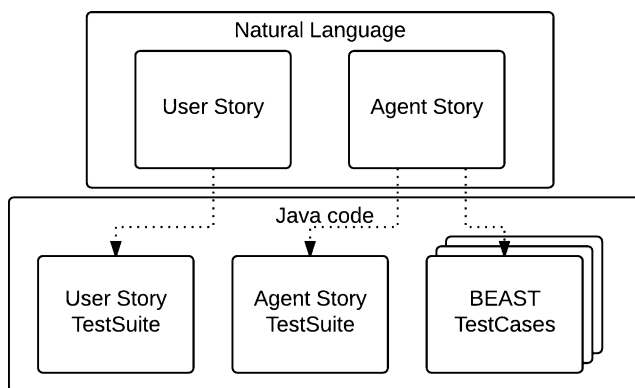 Natural Language
User Story
Agent Story
Java code
User Story
TestSuite
Agent Story
TestSuite
BEAST
TestCases